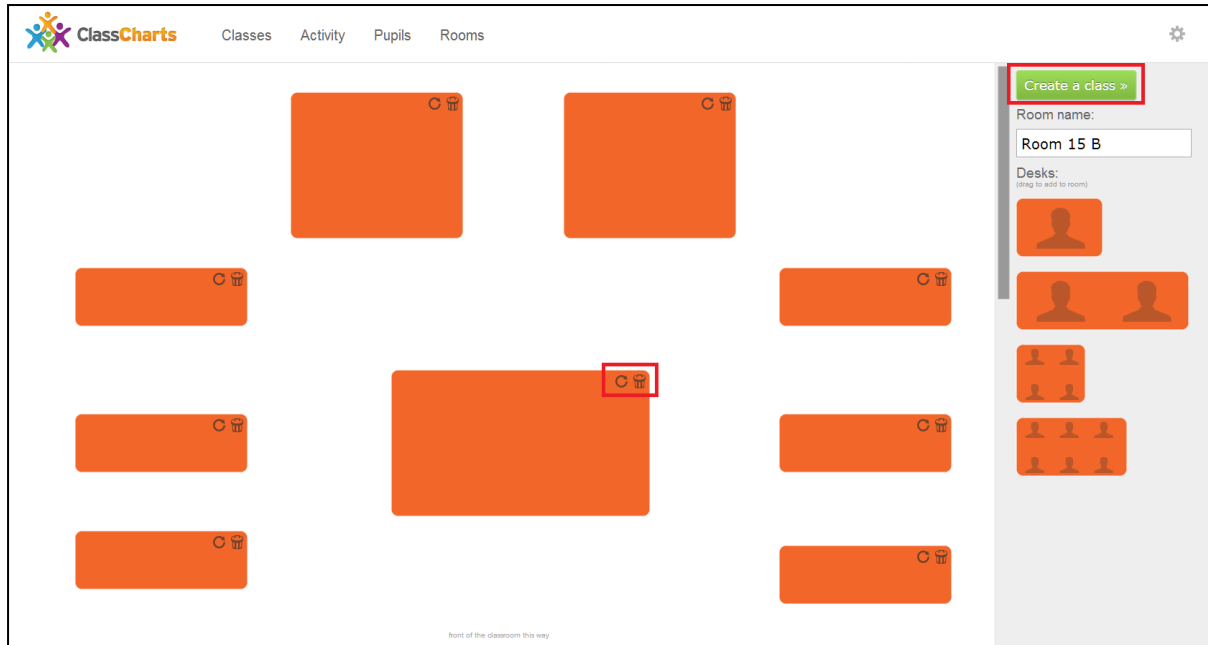 ClassCharts Classes Activity Pupils Rooms
Create a class »
Room name:
Room 15 B
Desks:
(drag to add to room)
front of the classroom this way